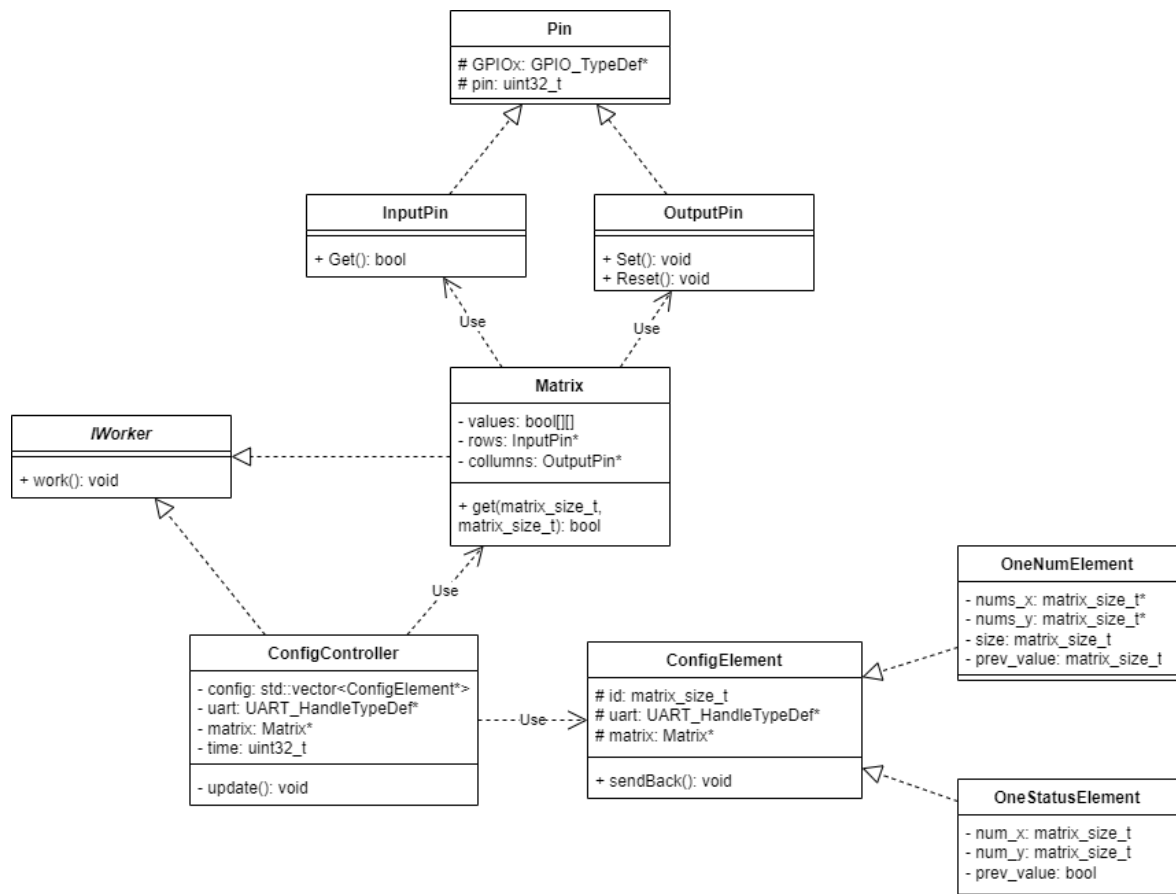 Pin
# GPIOx: GPIO_TypeDef*
# pin: uint32_t
InputPin
+ Get(): bool
OutputPin
+ Set(): void
+ Reset(): void
Use
Use
Matrix
- values: bool[][]
- rows: InputPin*
- collumns: OutputPin*
+ get(matrix_size_t,
matrix_size_t): bool
IWorker
+ work(): void
Use
ConfigController
- config: std::vector<ConfigElement*>
- uart: UART_HandleTypeDef*
- matrix: Matrix*
- time: uint32_t
- update(): void
Use
ConfigElement
# id: matrix_size_t
# uart: UART_HandleTypeDef*
# matrix: Matrix*
+ sendBack(): void
OneNumElement
- nums_x: matrix_size_t*
- nums_y: matrix_size_t*
- size: matrix_size_t
- prev_value: matrix_size_t
OneStatusElement
- num_x: matrix_size_t
- num_y: matrix_size_t
- prev_value: bool